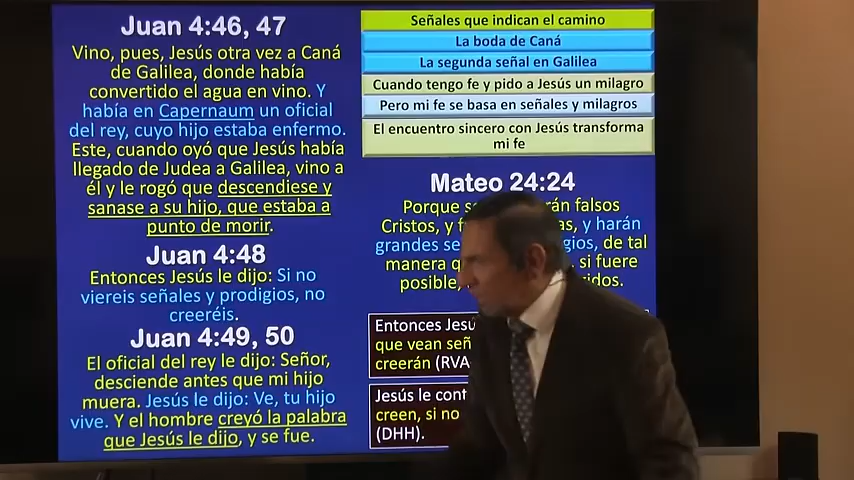 Juan 4:46, 47
Vino, pues, Jesús otra vez a Caná
de Galilea, donde había
convertido el agua en vino. Y
había en Capernaum un oficial
del rey, cuyo hijo estaba enfermo.
Este, cuando oyó que Jesús había
llegado de Judea a Galilea, vino a
él y le rogó que descendiese y
sanase a su hijo, que estaba a
punto de morir.
Juan 4:48
Entonces Jesús le dijo: Si no
viereis señales y prodigios, no
creeréis.
Juan 4:49, 50
El oficial del rey le dijo: Señor,
desciende antes que mi hijo
muera. Jesús le dijo: Ve, tu hijo
vive. Y el hombre creyó la palabra
que Jesús le dijo, y se fue.
Señales que indican el camino
La boda de Caná
La segunda señal en Galilea
Cuando tengo fe y pido a Jesús un milagro
Pero mi fe se basa en señales y milagros
El encuentro sincero con Jesús transforma
mi fe
Mateo 24:24
Porque falsos
Cristos, y y harán
grandes de tal
manera si fuere
posible,
Entonces
que vean
creerán
Jesús le
creen, si no
(DHH).